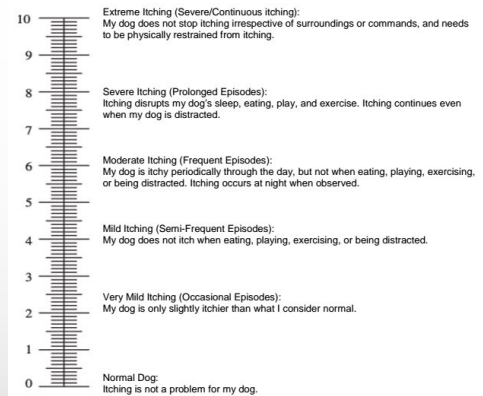 10
Extreme Itching (Severe/Continuous itching):
My dog does not stop itching irrespective of surroundings or commands, and needs
to be physically restrained from itching.
9
8
Severe Itching (Prolonged Episodes):
Itching disrupts my dog's sleep, eating, play, and exercise. Itching continues even
when my dog is distracted.
7
6
Moderate Itching (Frequent Episodes):
My dog is itchy periodically through the day, but not when eating, playing, exercising,
or being distracted. Itching occurs at night when observed.
5
4
Mild Itching (Semi-Frequent Episodes):
My dog does not itch when eating, playing, exercising, or being distracted.
3
2
Very Mild Itching (Occasional Episodes):
My dog is only slightly itchier than what I consider normal.
1
0
Normal Dog:
Itching is not a problem for my dog.